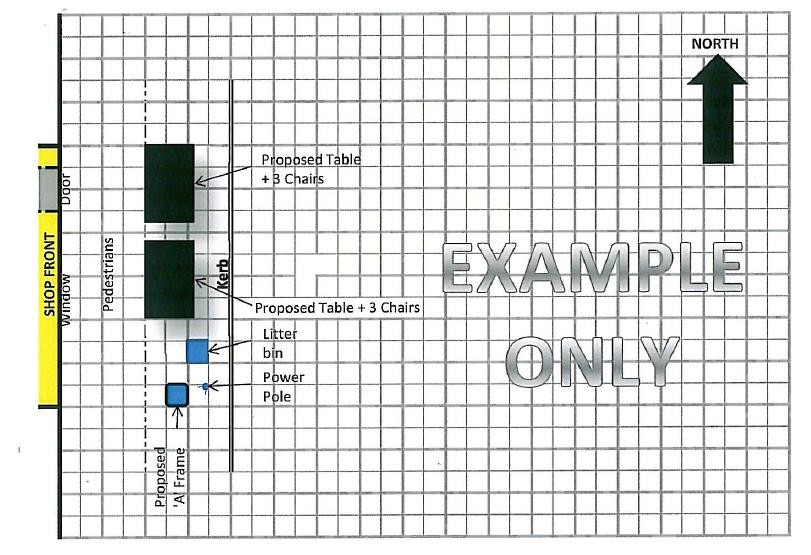 NORTH
Proposed Table
+ 3 Chairs
Door
SHOP FRONT
Window
Pedestrians
Kerb
EXAMPLE
ONLY
Proposed Table + 3 Chairs
Litter
bin
Power
Pole
Proposed
'A' Frame